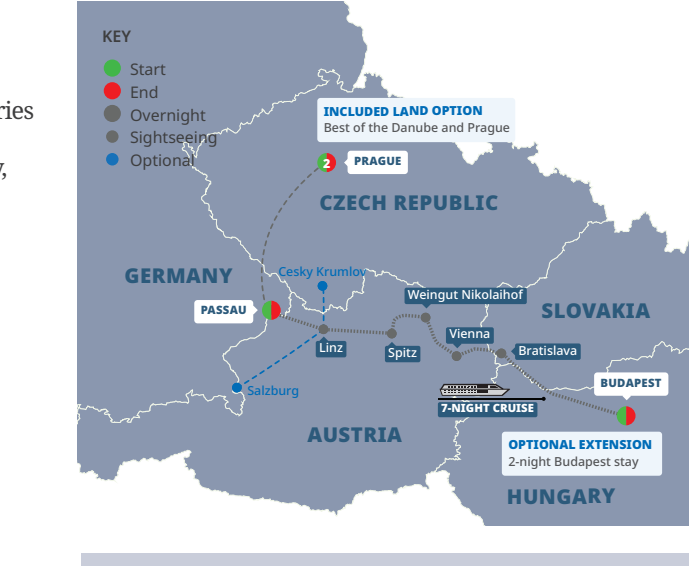 KEY
Start
End
Overnight
Sightseeing
Optional
ries
INCLUDED LAND OPTION
Best of the Danube and Prague
2
PRAGUE
CZECH REPUBLIC
GERMANY
Cesky Krumlov
Weingut Nikolaihof
SLOVAKIA
PASSAU
Vienna
Linz
Spitz
Bratislava
Salzburg
BUDAPEST
7-NIGHT CRUISE
AUSTRIA
OPTIONAL EXTENSION
2-night Budapest stay
HUNGARY